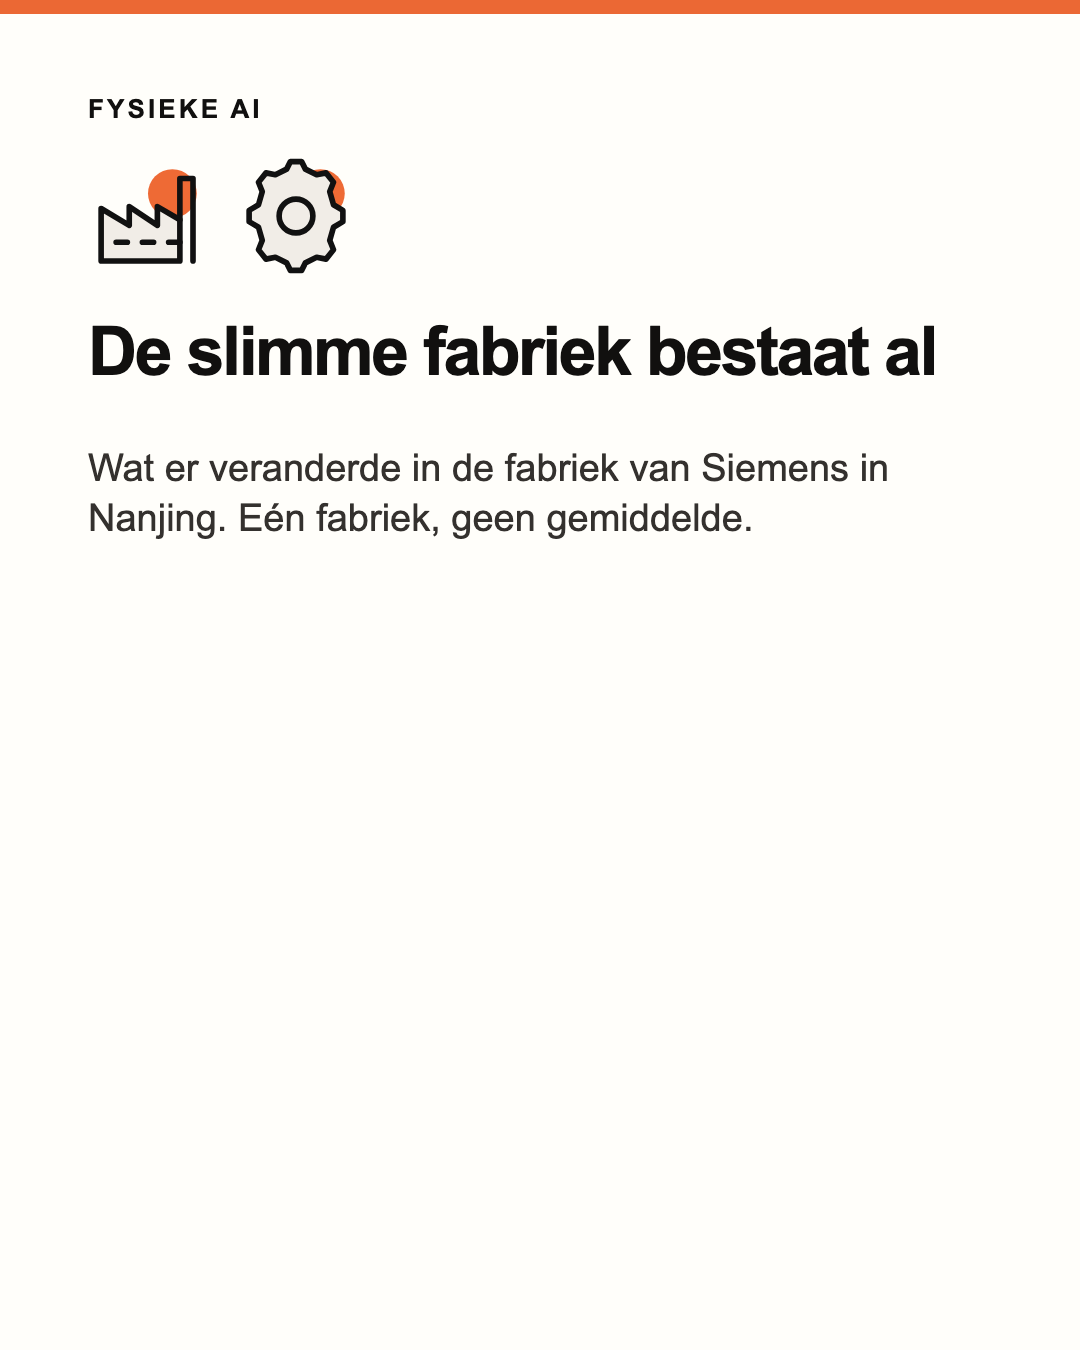 FYSIEKE AI
De slimme fabriek bestaat al
Wat er veranderde in de fabriek van Siemens in
Nanjing. Eén fabriek, geen gemiddelde.